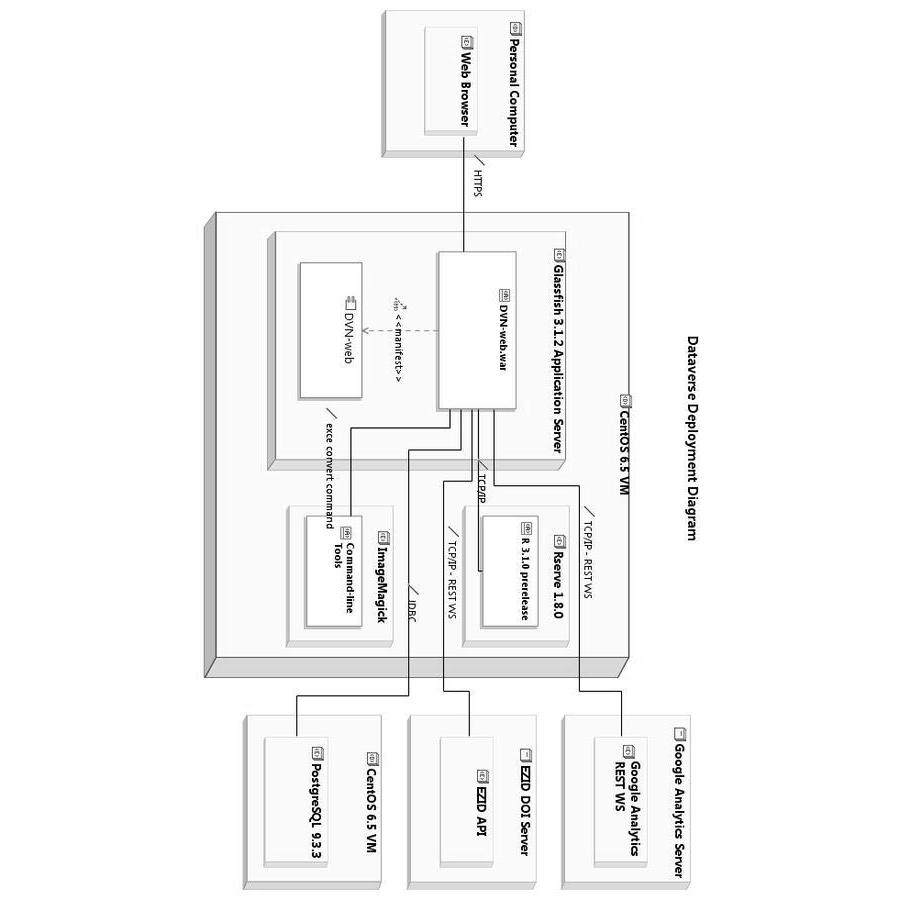 Dataverse Deployment Diagram
Personal Computer
Web Browser
HTTPS
CentOS 6.5 VM
Glassfish 3.1.2 Application Server
DVN-web.war
<<manifest>>
DVN-web
exce convert command
TCP/IP
TCP/IP - REST WS
TCP/IP - REST WS
JDBC
Rserve 1.8.0
R 3.1.0 prerelease
ImageMagick
Command-line
Tools
Google Analytics Server
Google Analytics
REST WS
EZID DOI Server
EZID API
CentOS 6.5 VM
PostgreSQL 9.3.3